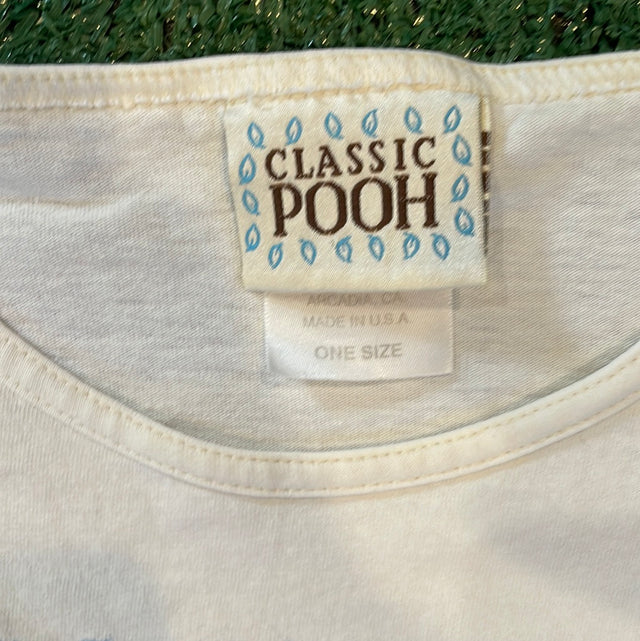 CLASSIC
POOH
ARCADIA, CA
MADE IN U.S.A.
ONE SIZE